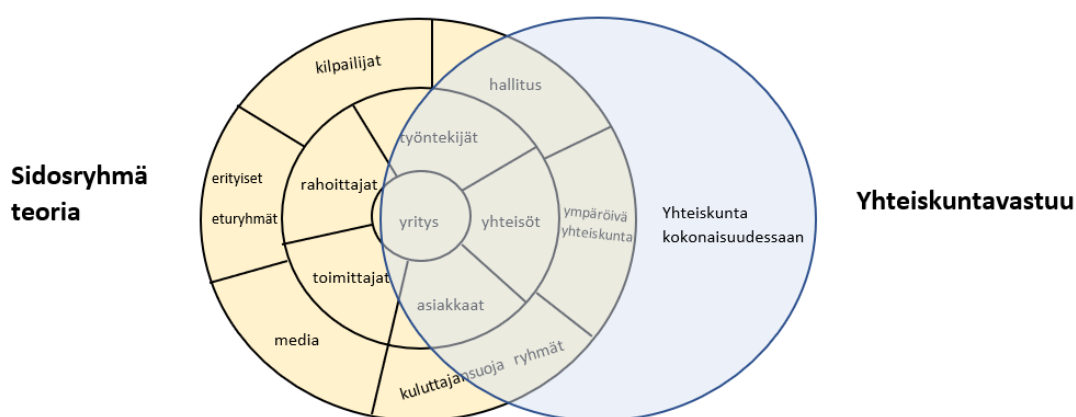 Sidosryhmä
teoria
kilpailijat
hallitus
työntekijät
erityiset
eturyhmät
rahoittajat
yritys
yhteisöt
ympäröivä
yhteiskunta
Yhteiskunta
kokonaisuudessaan
Yhteiskuntavastuu
toimittajat
asiakkaat
media
kuluttajansuoja ryhmät